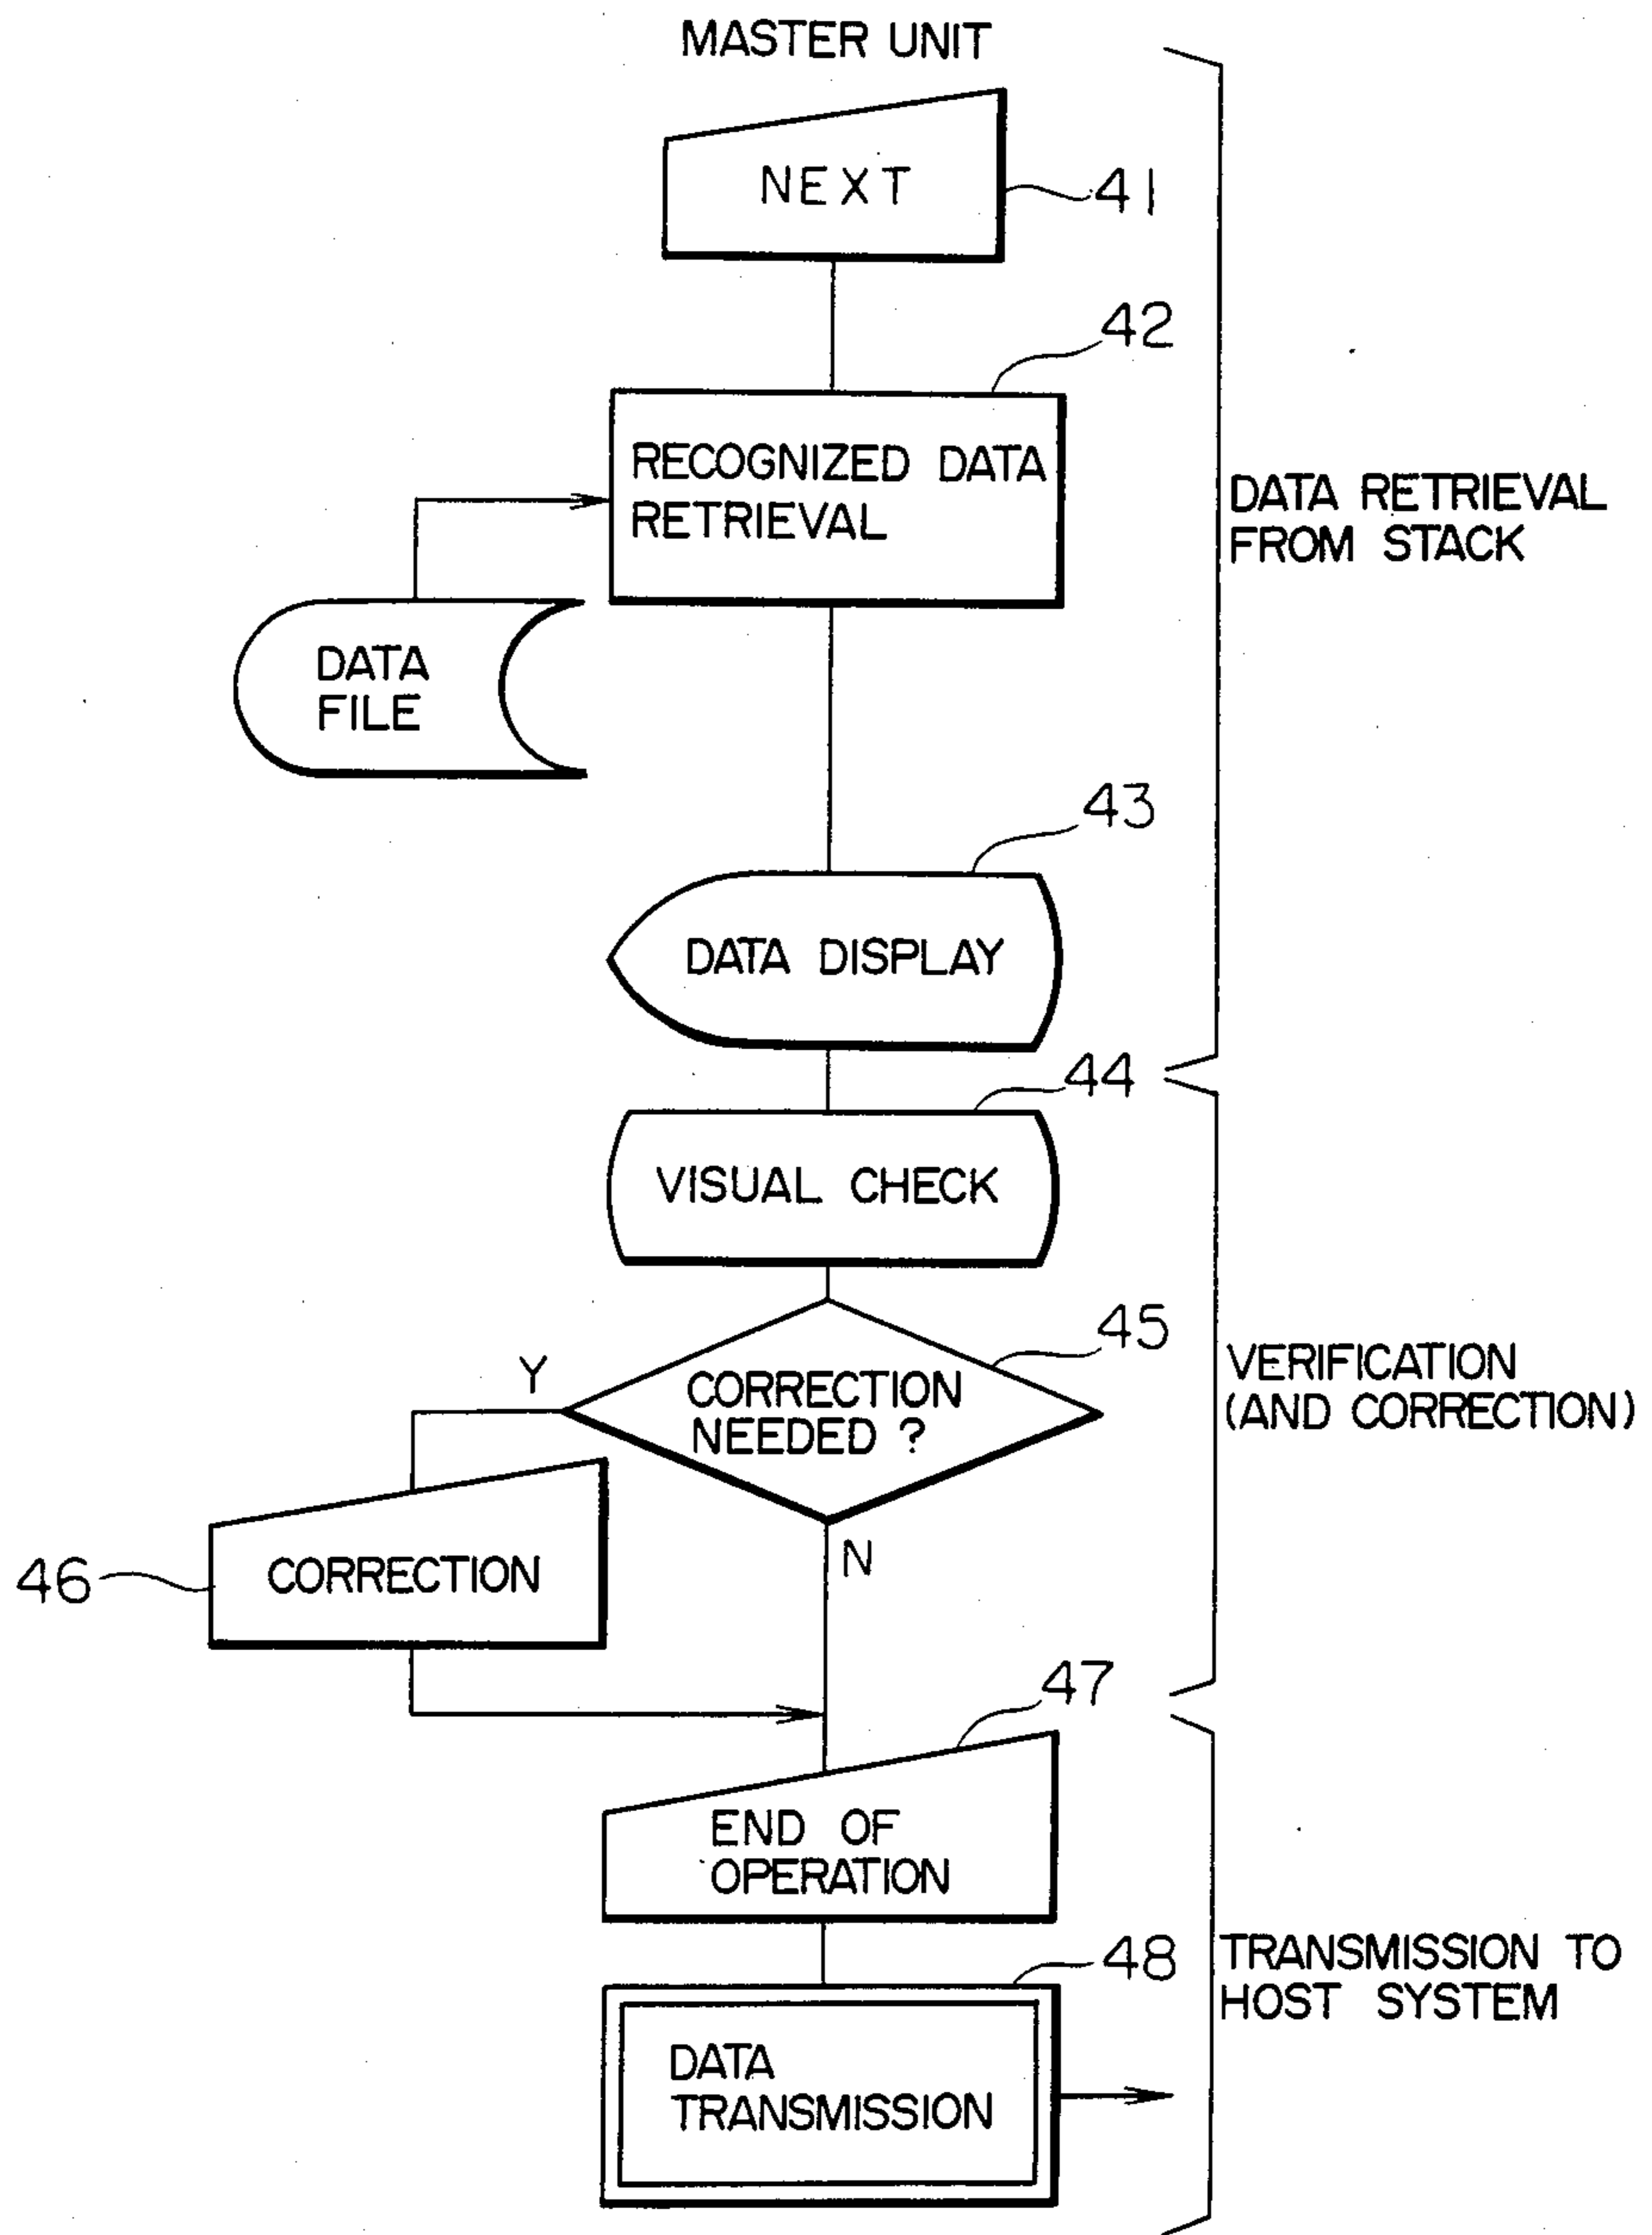 MASTER UNIT
NEXT
41
42
RECOGNIZED DATA
RETRIEVAL
DATA RETRIEVAL
FROM STACK
DATA
FILE
43
DATA DISPLAY
44
VISUAL CHECK
45
Y
CORRECTION
NEEDED ?
VERIFICATION
(AND CORRECTION)
N
46
CORRECTION
47
END OF
OPERATION
48
TRANSMISSION TO
HOST SYSTEM
DATA
TRANSMISSION